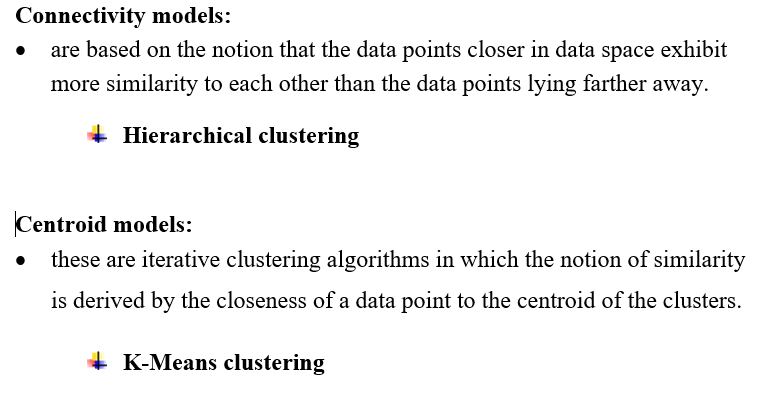 Connectivity models:
• are based on the notion that the data points closer in data space exhibit
more similarity to each other than the data points lying farther away.
Hierarchical clustering
Centroid models:
• these are iterative clustering algorithms in which the notion of similarity
is derived by the closeness of a data point to the centroid of the clusters.
K-Means clustering